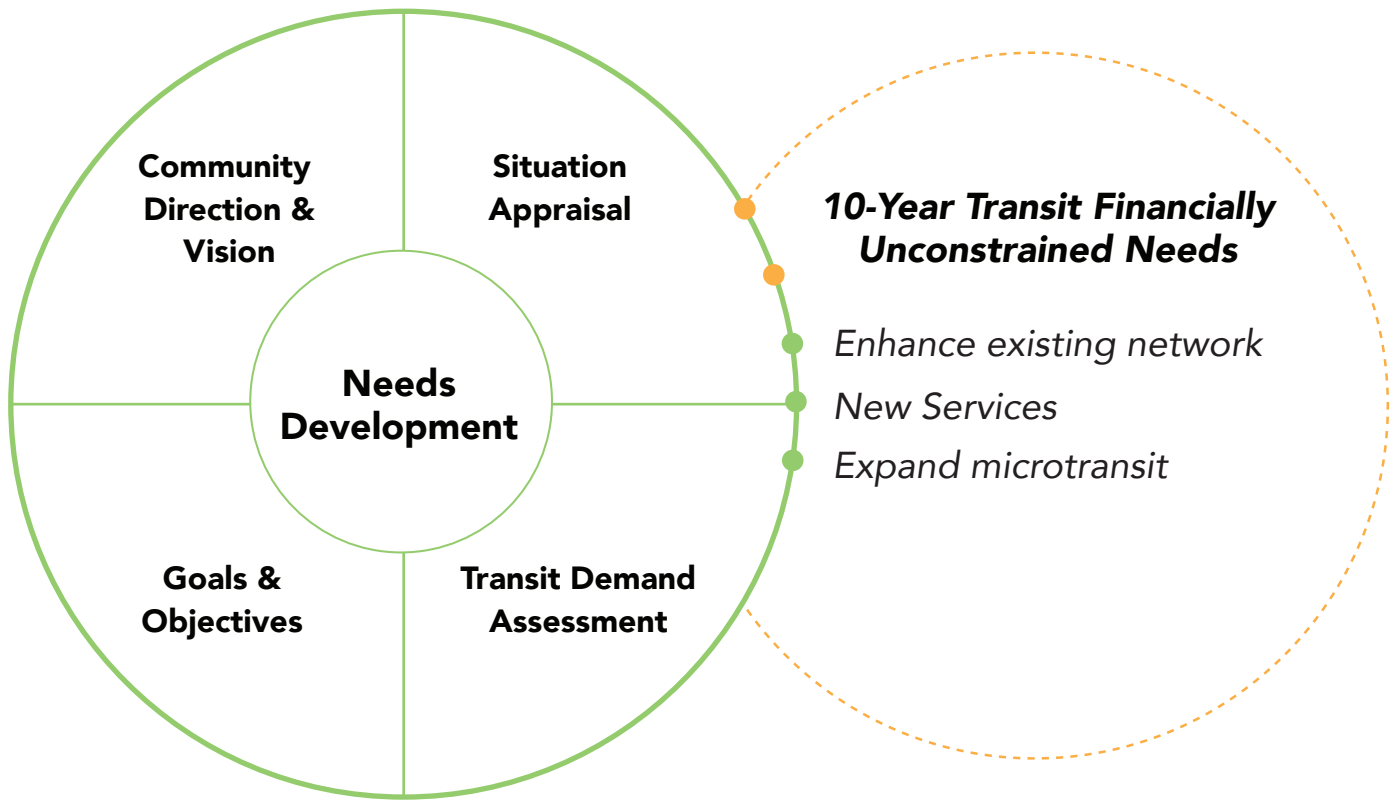 Community
Direction &
Vision
Situation
Appraisal
Needs
Development
Goals &
Objectives
Transit Demand
Assessment
10-Year Transit Financially
Unconstrained Needs
Enhance existing network
New Services
Expand microtransit